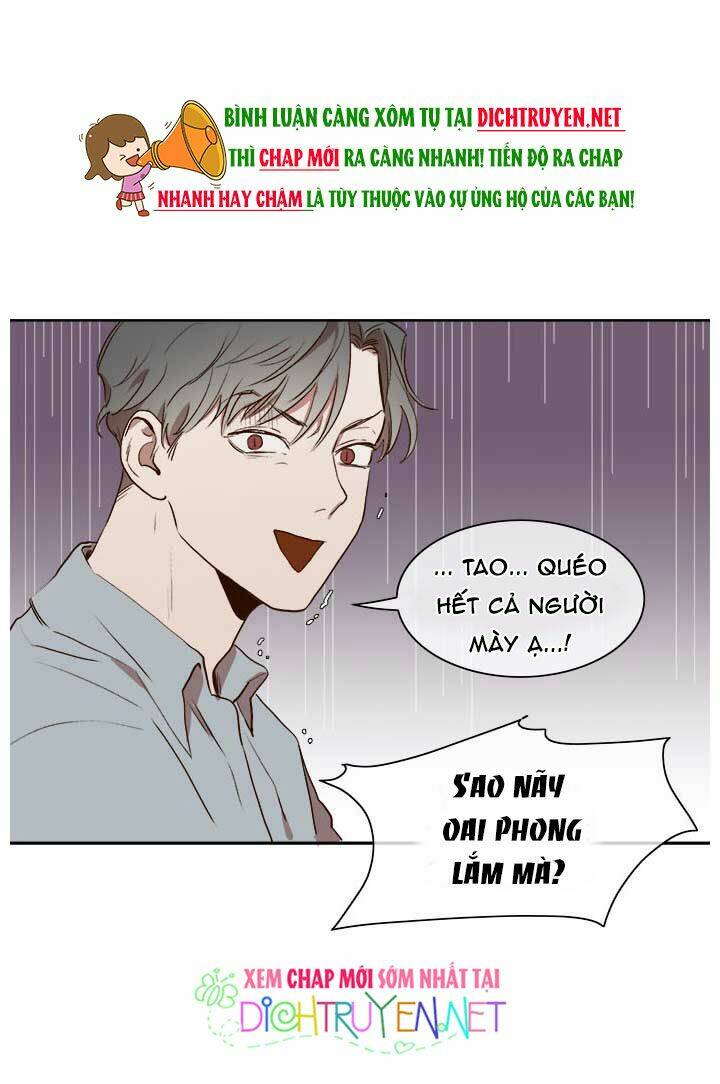 BÌNH LUẬN CÀNG XÔM TỤ TẠI DICHTRUYEN.NET
THÌ CHAP MỚI RA CÀNG NHANH! TIẾN ĐỘ RA CHAP
NHANH HAY CHẬM LÀ TÙY THUỘC VÀO SỰ ỦNG HỘ CỦA CÁC BẠN!
... TAO... QUÉO
HẾT CẢ NGƯỜI
MÀY Ạ...!
SAO NÃY
OAI PHONG
LẮM MÀ?
XEM CHAP MỚI SỚM NHẤT TẠI
DICHTRUYEN.NET